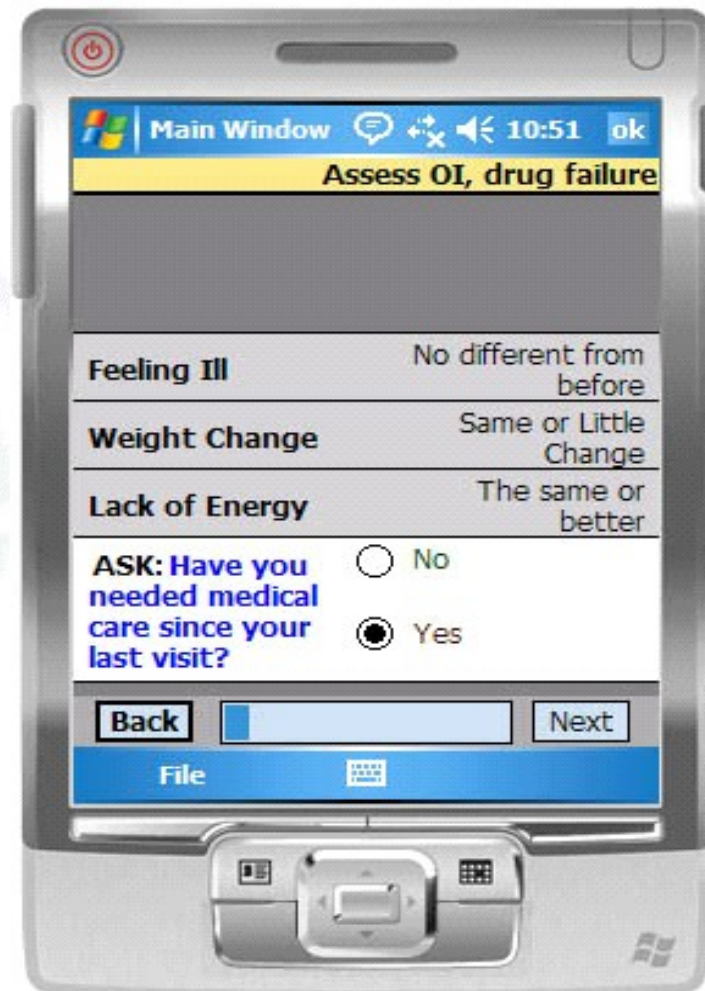 Main Window 10:51 ok
Assess OI, drug failure
Feeling Ill
No different from
before
Weight Change
Same or Little
Change
Lack of Energy
The same or
better
ASK: Have you
needed medical
care since your
last visit?
No
Yes
Back
Next
File